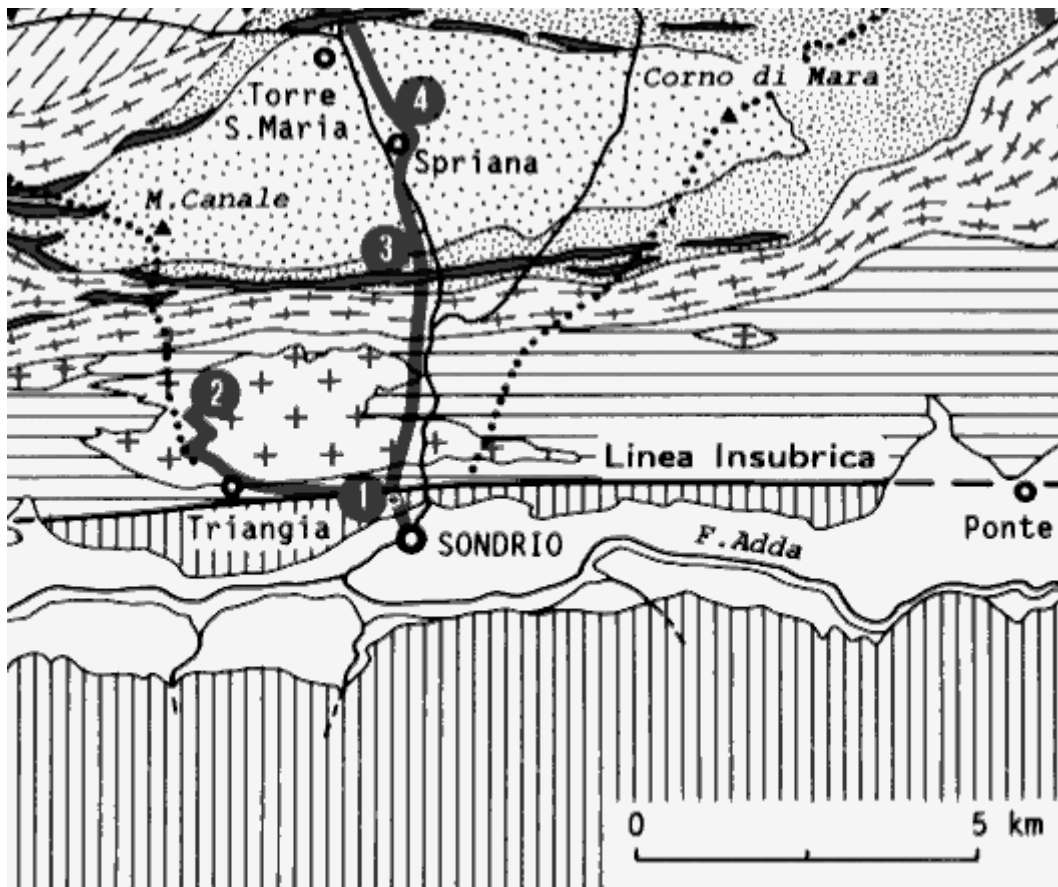 4
Corno di Mara
Torre
S.Maria
Spriana
M.Canale
3
2
Linea Insubrica
1
Triangia
SONDRIO
F.Adda
Ponte
0 5 km